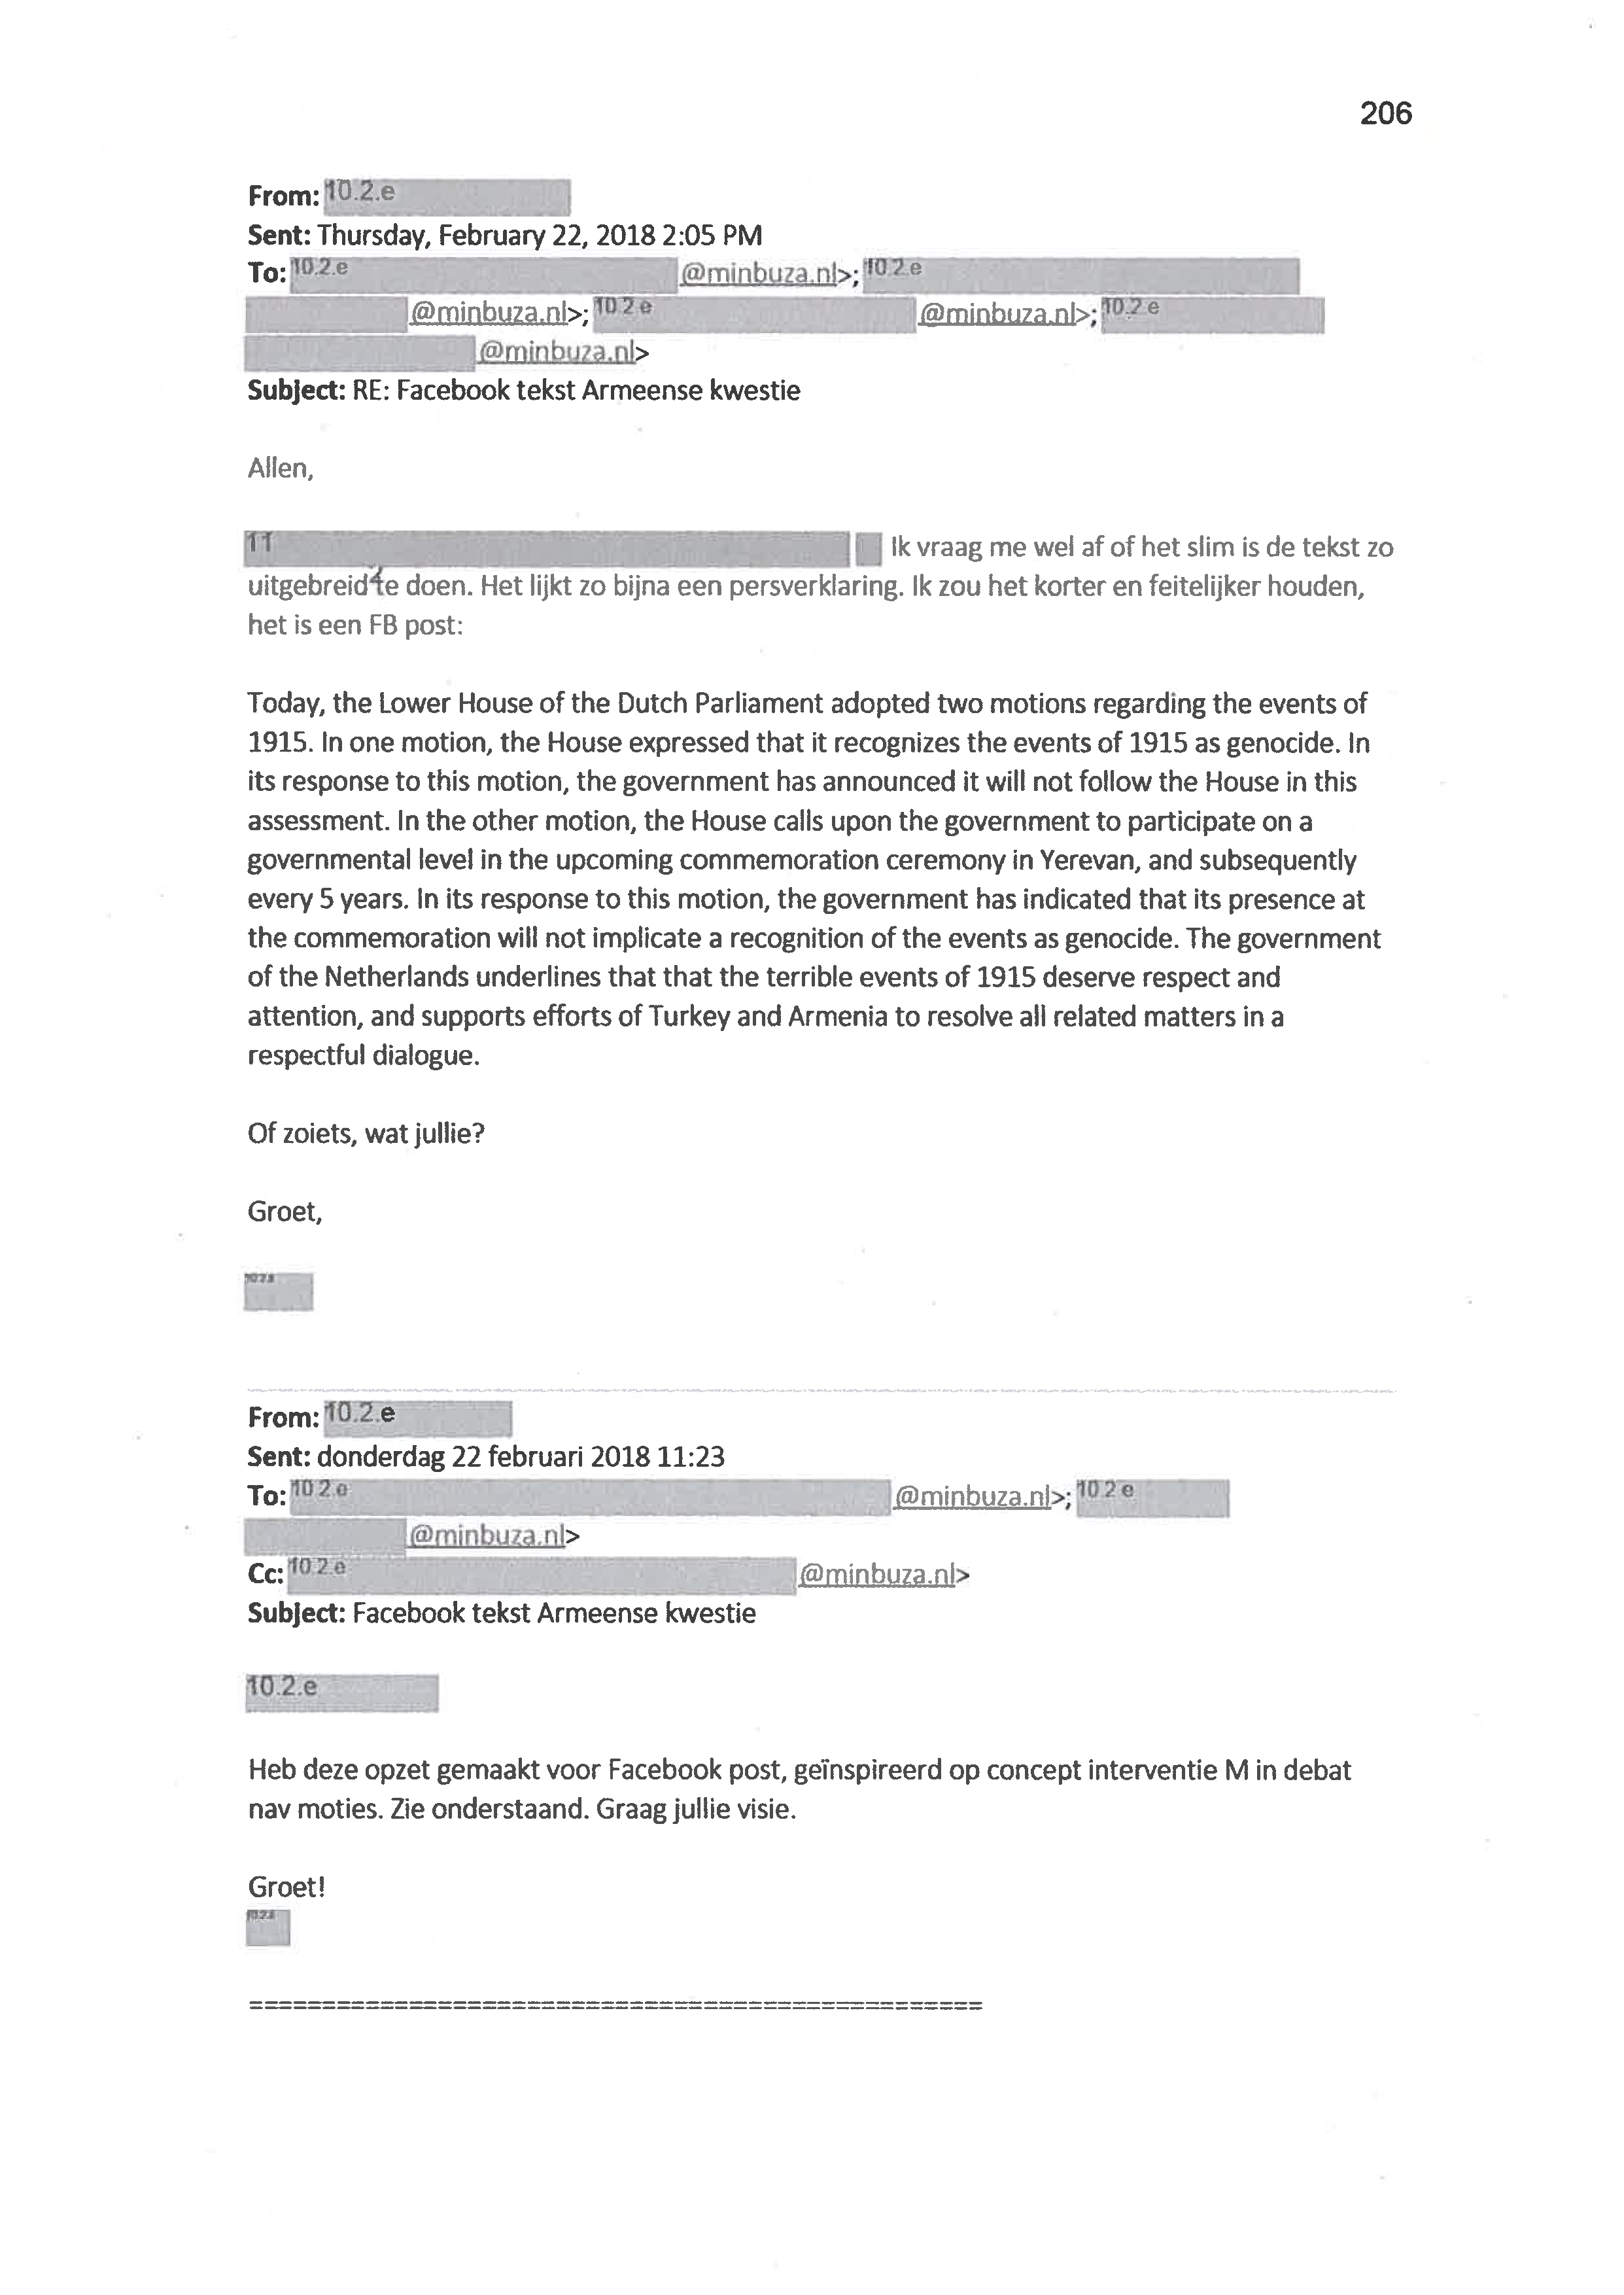 206
From: 10.2.e
Sent: Thursday, February 22, 2018 2:05 PM
To: 10.2.e @minbuza.nl>; 10.2.e
@minbuza.nl>; 10 2 e @minbuza.nl>; 10.2 e
@minbuza.nl>
Subject: RE: Facebook tekst Armeense kwestie
Allen,
11 Ik vraag me wel af of het slim is de tekst zo
uitgebreid te doen. Het lijkt zo bijna een persverklaring. Ik zou het korter en feitelijker houden,
het is een FB post:
Today, the Lower House of the Dutch Parliament adopted two motions regarding the events of
1915. In one motion, the House expressed that it recognizes the events of 1915 as genocide. In
its response to this motion, the government has announced it will not follow the House in this
assessment. In the other motion, the House calls upon the government to participate on a
governmental level in the upcoming commemoration ceremony in Yerevan, and subsequently
every 5 years. In its response to this motion, the government has indicated that its presence at
the commemoration will not implicate a recognition of the events as genocide. The government
of the Netherlands underlines that that the terrible events of 1915 deserve respect and
attention, and supports efforts of Turkey and Armenia to resolve all related matters in a
respectful dialogue.
Of zoiets, wat jullie?
Groet,
From: 10.2.e
Sent: donderdag 22 februari 2018 11:23
To: 10 2 e @minbuza.nl>; 10 2 e
@minbuza.nl>
Cc: 10 2.e @minbuza.nl>
Subject: Facebook tekst Armeense kwestie
10.2.e
Heb deze opzet gemaakt voor Facebook post, geïnspireerd op concept interventie M in debat
nav moties. Zie onderstaand. Graag jullie visie.
Groet!
==================================================